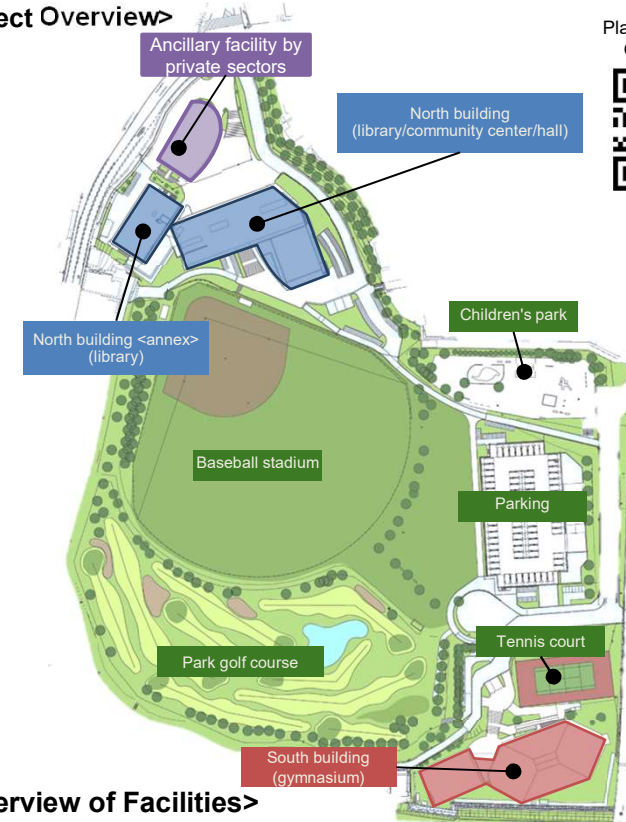 ect Overview>
Ancillary facility by
private sectors
Pla
North building
(library/community center/hall)
North building <annex>
(library)
Children's park
Baseball stadium
Parking
Park golf course
Tennis court
South building
(gymnasium)
erview of Facilities>